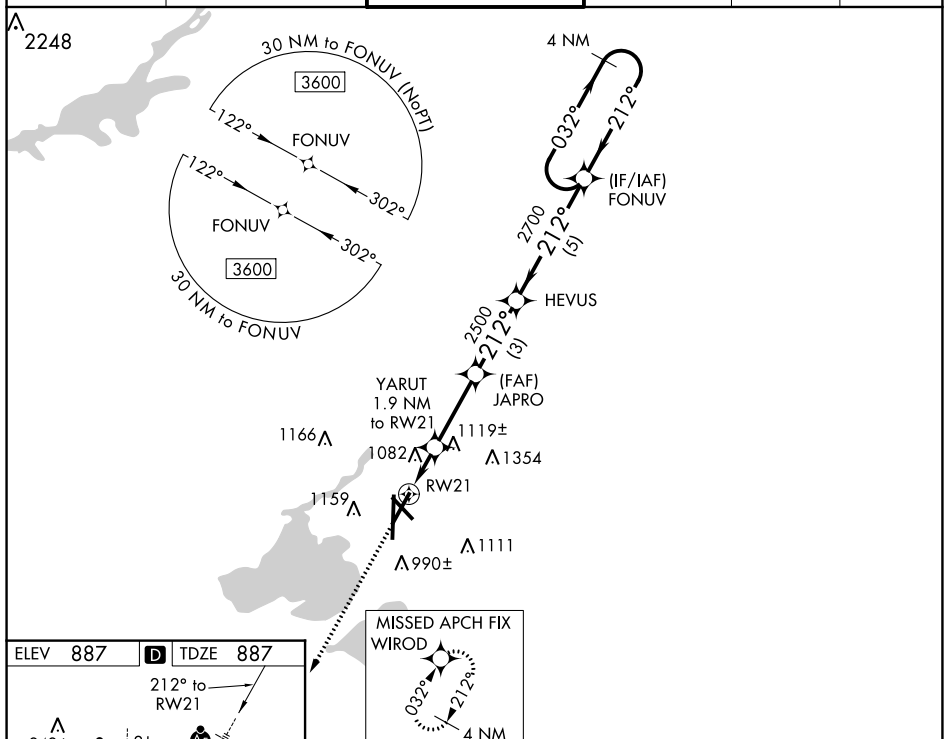 2248
30 NM to FONUV (NoPT)
3600
122°
FONUV
302°
122°
FONUV
302°
3600
30 NM to FONUV
4 NM
032°
212°
(IF/IAF)
FONUV
2700
212°
(5)
HEVUS
2500
212°
(3)
(FAF)
JAPRO
YARUT
1.9 NM
to RW21
1166
1082
1119±
1354
RW21
1159
1111
990±
MISSED APCH FIX
WIROD
032°
212°
4 NM
ELEV 887 D TDZE 887
212° to
RW21